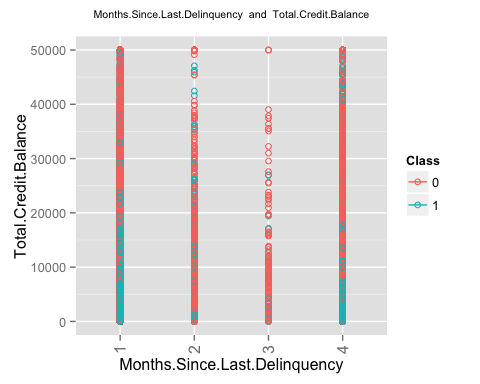 Months.Since.Last.Delinquency and Total.Credit.Balance
50000
40000
30000
20000
10000
0
Total.Credit.Balance
1 2 3 4
Months.Since.Last.Delinquency
Class
0
1